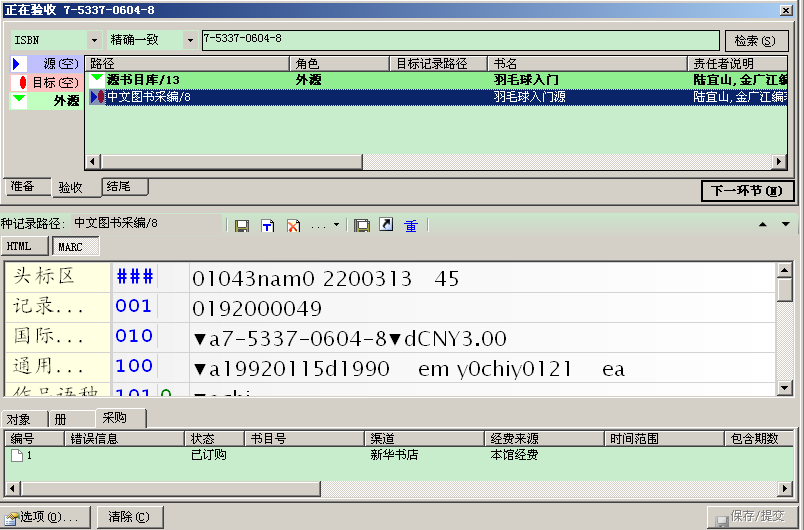 正在验收 7-5337-0604-8
ISBN 精确一致 7-5337-0604-8 检索(S)
源(空)
目标(空)
外源
路径 角色 目标记录路径 书名 责任者说明
源书目库/13 外源 羽毛球入门 陆宜山,金广江编
中文图书采编/8 羽毛球入门源 陆宜山,金广江编
准备 验收 结尾 下一环节(N)
种记录路径: 中文图书采编/8 T ... 重
HTML MARC
头标区 ### 01043nam0 2200313 45
记录... 001 0192000049
国际... 010 ▼a7-5337-0604-8▼dCNY3.00
通用... 100 ▼a19920115d1990 em y0chiy0121 ea
作品语种 101 0 ▼achi
对象 册 采购
编号 错误信息 状态 书目号 渠道 经费来源 时间范围 包含期数
1 已订购 新华书店 本馆经费
选项(O)... 清除(C) 保存/提交